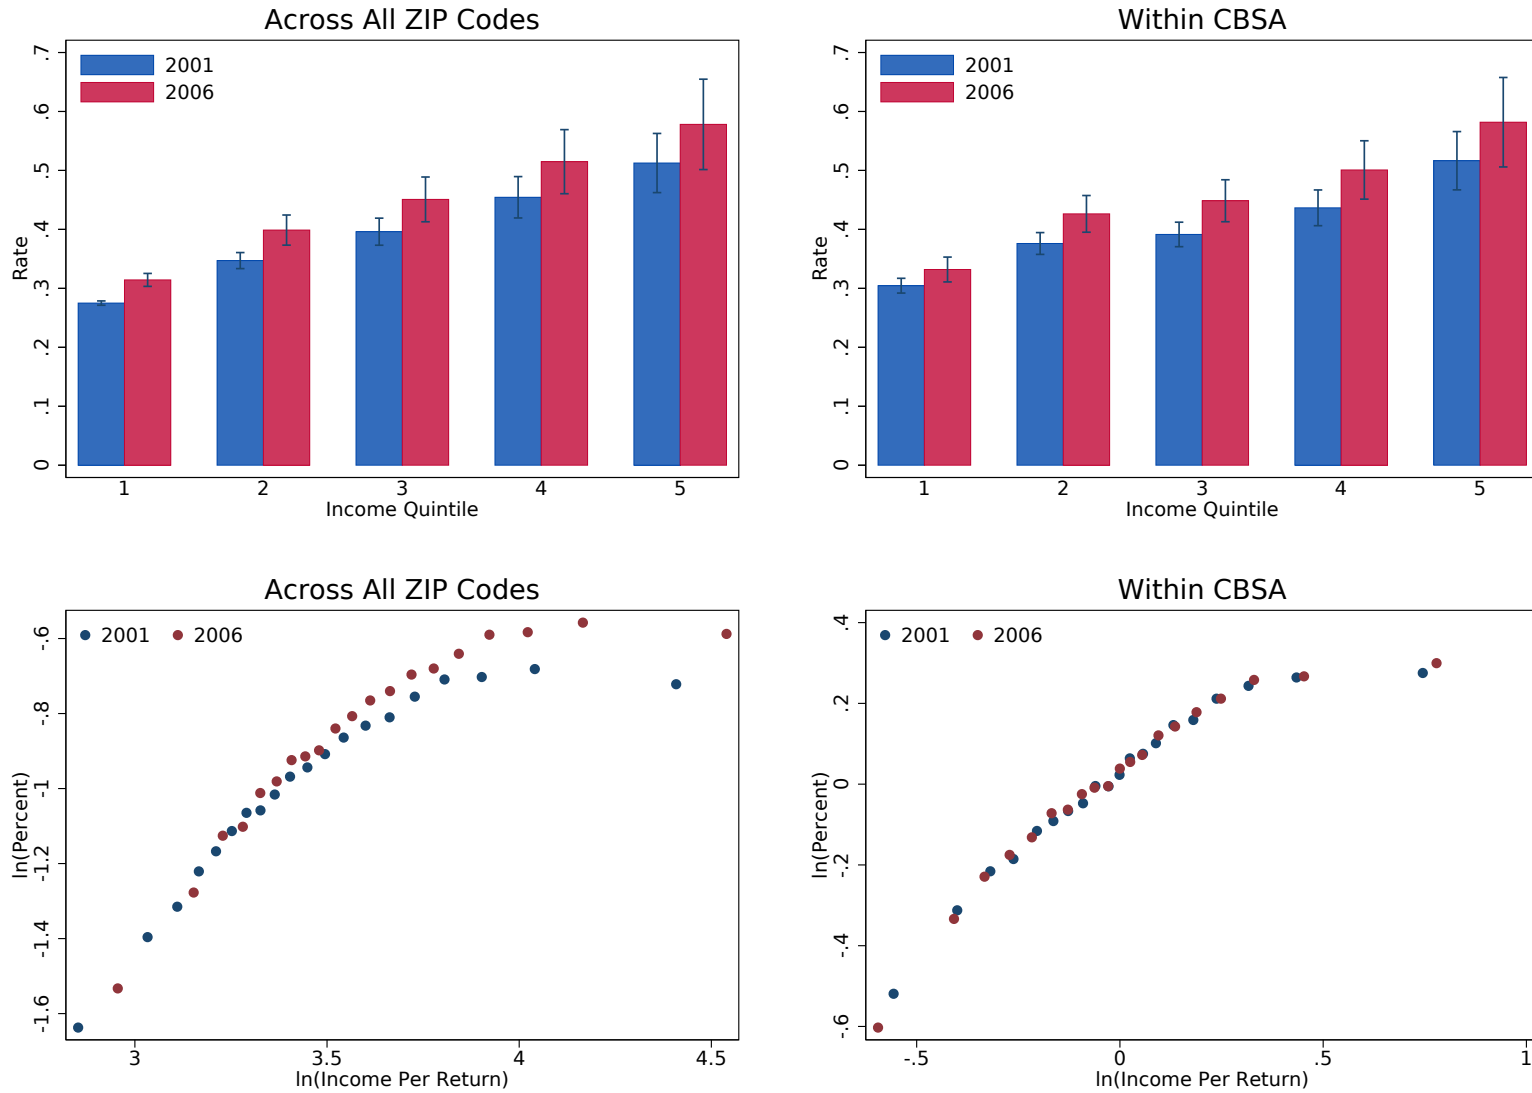 Across All ZIP Codes
2001
2006
Rate
.7
.6
.5
.4
.3
.2
.1
0
1 2 3 4 5
Income Quintile
Within CBSA
2001
2006
Rate
.7
.6
.5
.4
.3
.2
.1
0
1 2 3 4 5
Income Quintile
Across All ZIP Codes
2001 2006
ln(Percent)
-.6
-.8
-1
-1.2
-1.4
-1.6
3 3.5 4 4.5
ln(Income Per Return)
Within CBSA
2001 2006
ln(Percent)
.4
.2
0
-.2
-.4
-.6
-.5 0 .5 1
ln(Income Per Return)